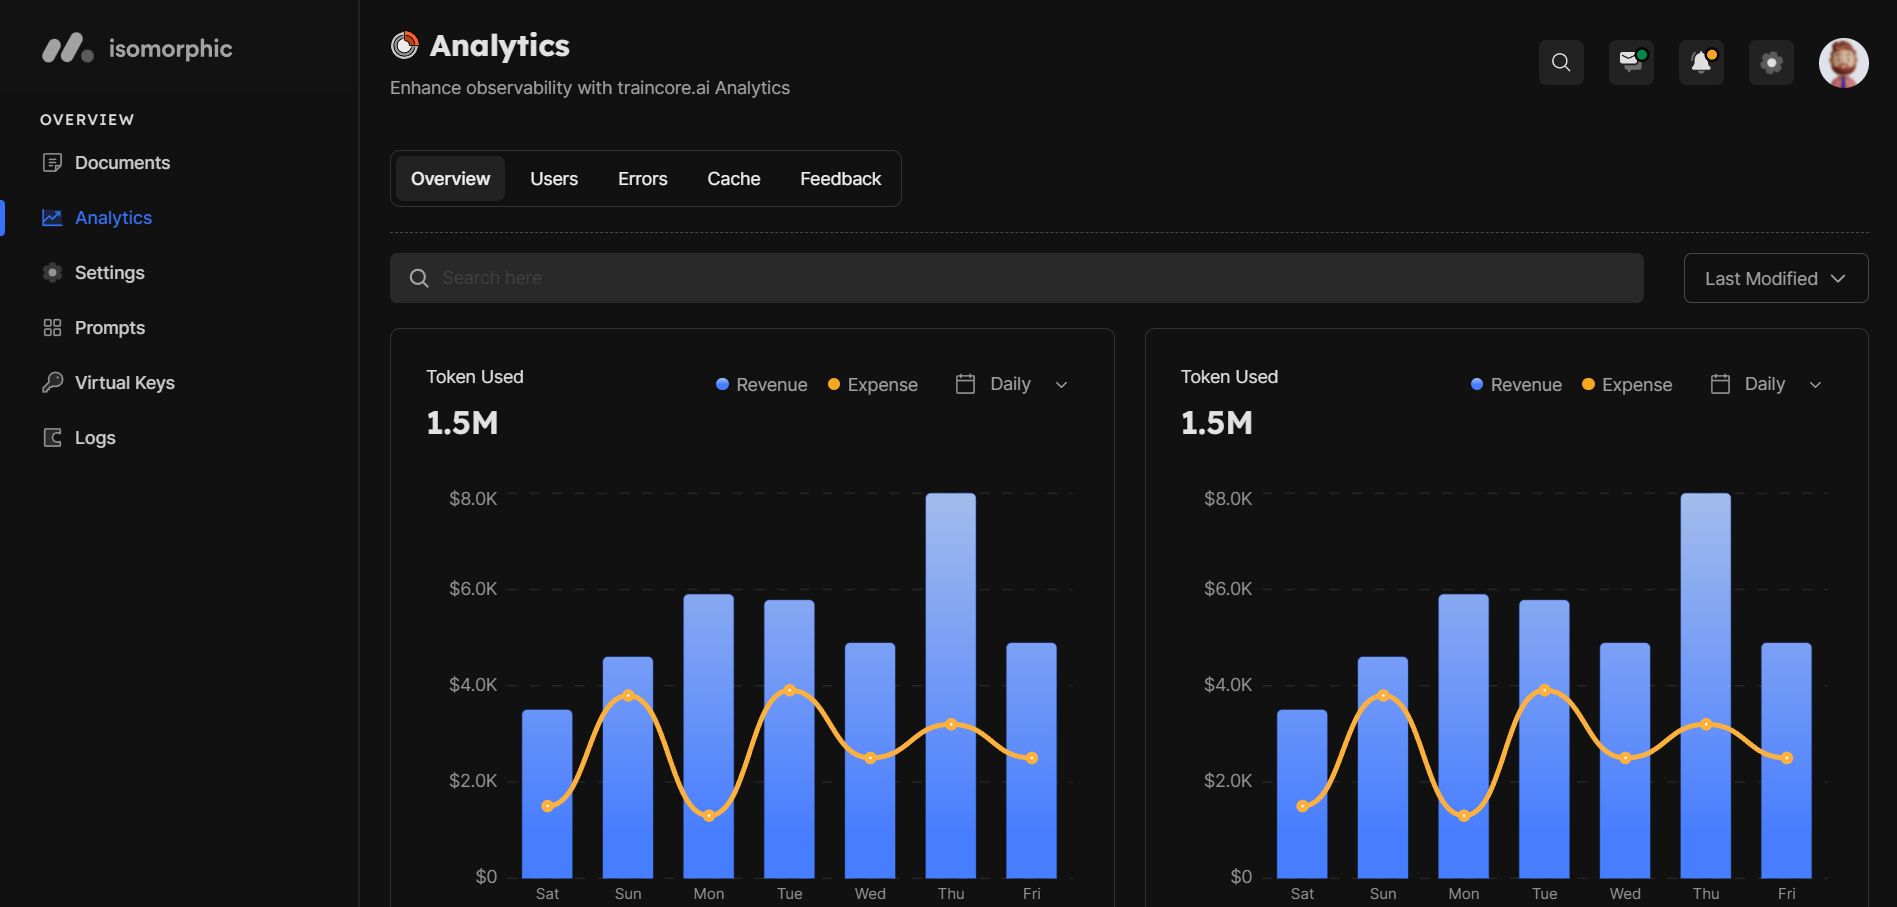 isomorphic
OVERVIEW
Documents
Analytics
Settings
Prompts
Virtual Keys
Logs
Analytics
Enhance observability with traincore.ai Analytics
Overview Users Errors Cache Feedback
Search here
Last Modified
Token Used
1.5M
Revenue Expense Daily
$8.0K
$6.0K
$4.0K
$2.0K
$0
Sat Sun Mon Tue Wed Thu Fri
Token Used
1.5M
Revenue Expense Daily
$8.0K
$6.0K
$4.0K
$2.0K
$0
Sat Sun Mon Tue Wed Thu Fri